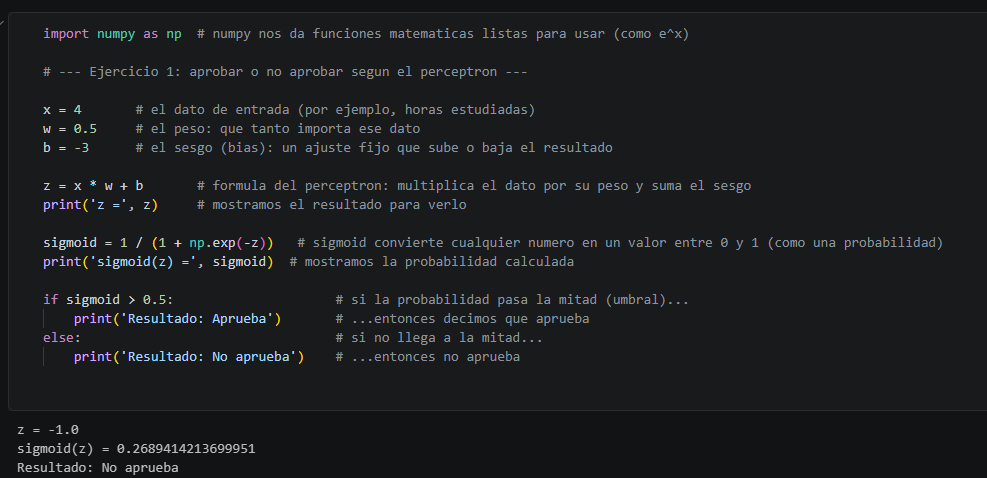 import numpy as np  # numpy nos da funciones matematicas listas para usar (como e^x)
# --- Ejercicio 1: aprobar o no aprobar segun el perceptron ---
x = 4       # el dato de entrada (por ejemplo, horas estudiadas)
w = 0.5     # el peso: que tanto importa ese dato
b = -3      # el sesgo (bias): un ajuste fijo que sube o baja el resultado
z = x * w + b       # formula del perceptron: multiplica el dato por su peso y suma el sesgo
print('z =', z)     # mostramos el resultado para verlo
sigmoid = 1 / (1 + np.exp(-z))   # sigmoid convierte cualquier numero en un valor entre 0 y 1 (como una probabilidad)
print('sigmoid(z) =', sigmoid)  # mostramos la probabilidad calculada
if sigmoid > 0.5:                     # si la probabilidad pasa la mitad (umbral)...
    print('Resultado: Aprueba')       # ...entonces decimos que aprueba
else:                                 # si no llega a la mitad...
    print('Resultado: No aprueba')    # ...entonces no aprueba
z = -1.0
sigmoid(z) = 0.2689414213699951
Resultado: No aprueba